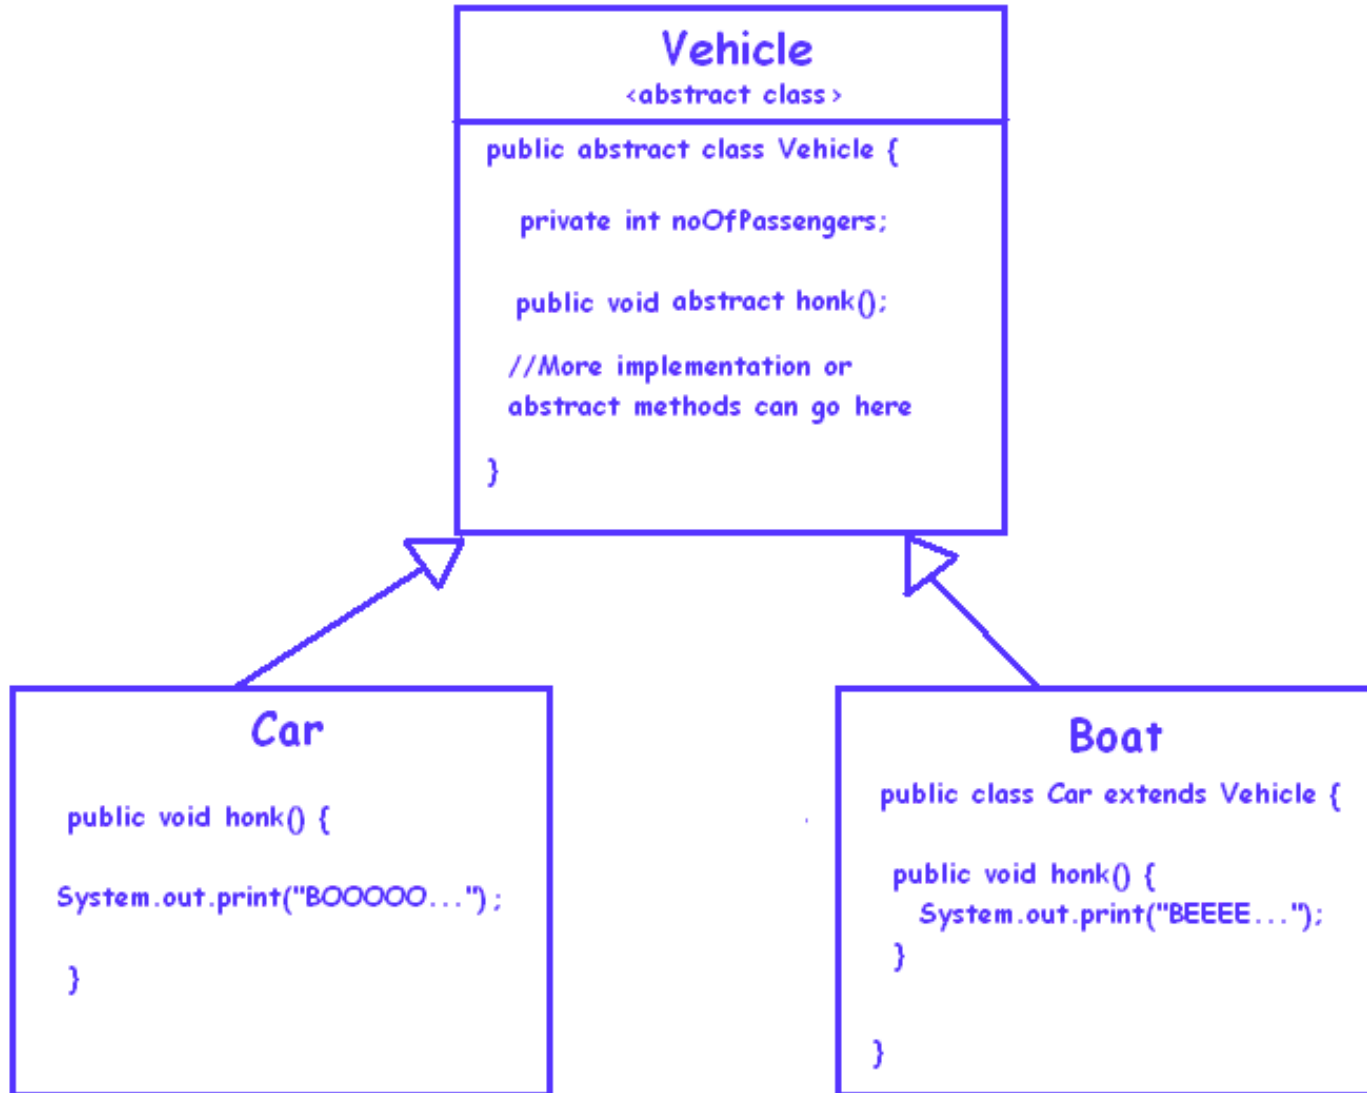 Vehicle
<abstract class>
public abstract class Vehicle {
private int noOfPassengers;
public void abstract honk();
//More implementation or
abstract methods can go here
}
Car
public void honk() {
System.out.print("BOOOOO...");
}
Boat
public class Car extends Vehicle {
public void honk() {
System.out.print("BEEEE...");
}
}